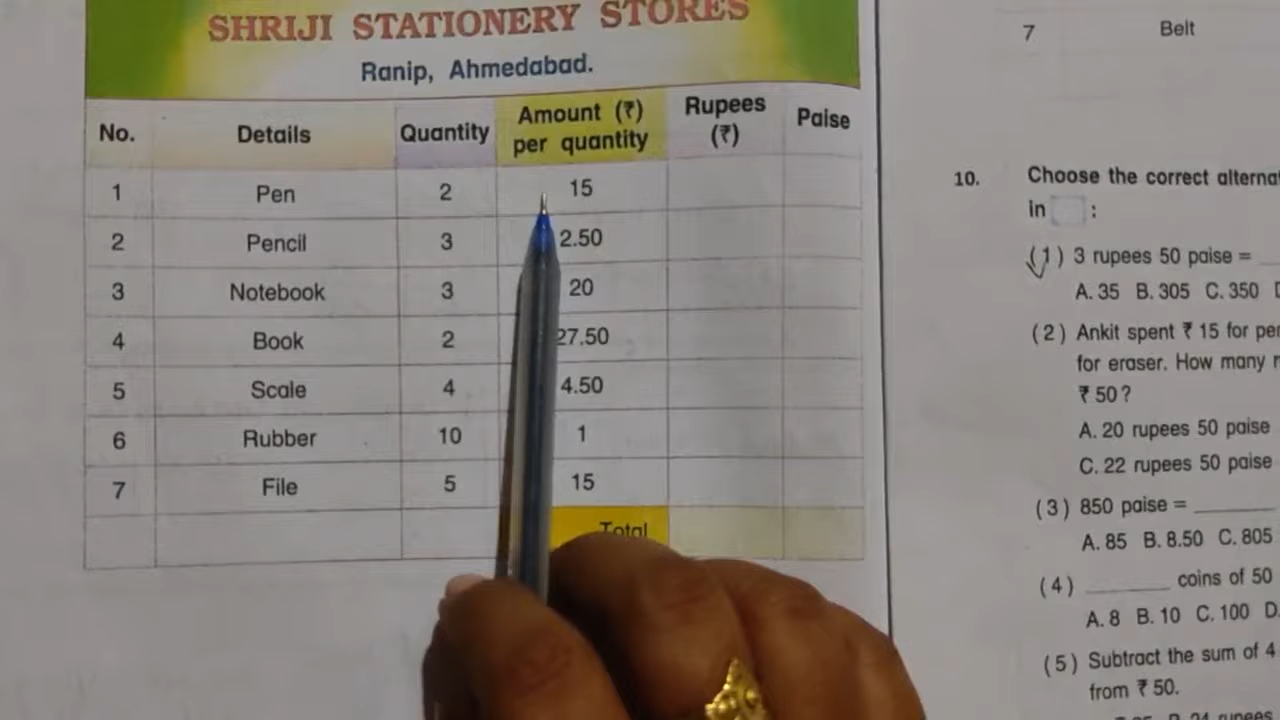 SHRIJI STATIONERY STORES
Ranip, Ahmedabad.
No. Details Quantity Amount (₹) per quantity Rupees (₹) Paise
1 Pen 2 15
2 Pencil 3 2.50
3 Notebook 3 20
4 Book 2 27.50
5 Scale 4 4.50
6 Rubber 10 1
7 File 5 15
Total
7 Belt
10. Choose the correct
in :
(1) 3 rupees 50 paise =
A. 35 B. 305 C. 350
(2) Ankit spent ₹ 15 for
for eraser. How many
₹ 50?
A. 20 rupees 50 paise
C. 22 rupees 50 paise
(3) 850 paise =
A. 85 B. 8.50 C. 805
(4) coins of 50
A. 8 B. 10 C. 100 D.
(5) Subtract the sum of 4
from ₹ 50.